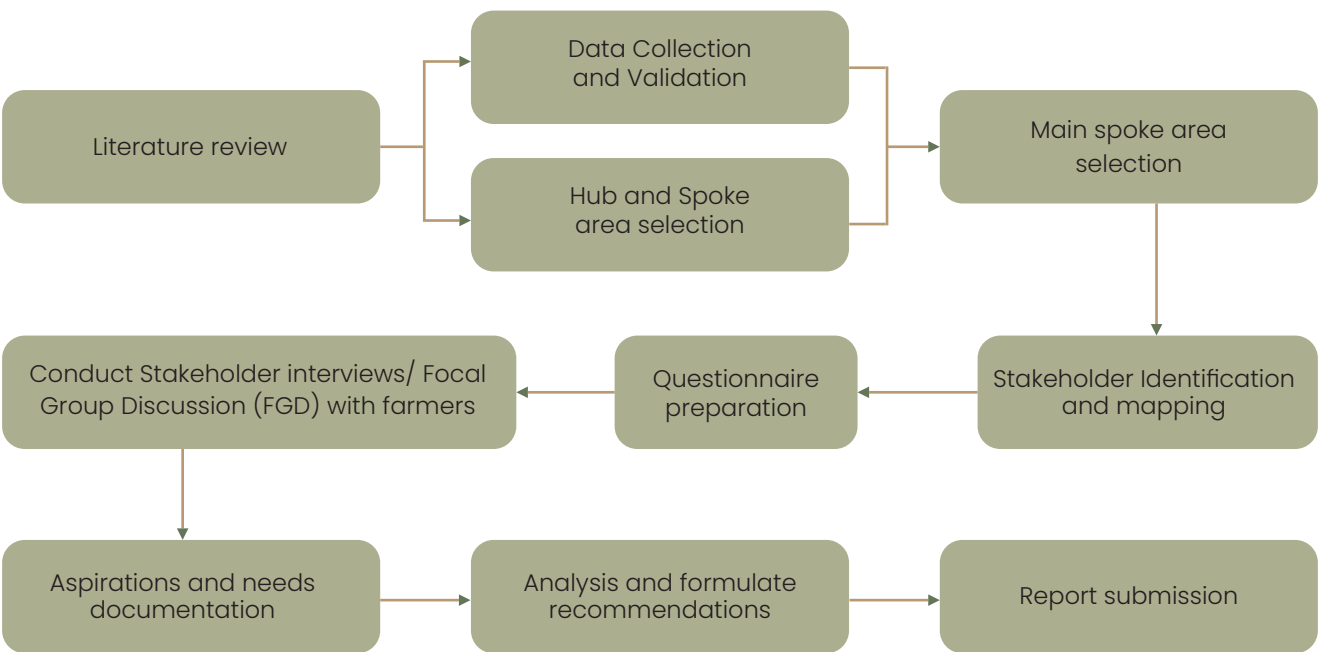 Literature review
Data Collection
and Validation
Hub and Spoke
area selection
Main spoke area
selection
Stakeholder Identification
and mapping
Questionnaire
preparation
Conduct Stakeholder interviews/ Focal
Group Discussion (FGD) with farmers
Aspirations and needs
documentation
Analysis and formulate
recommendations
Report submission